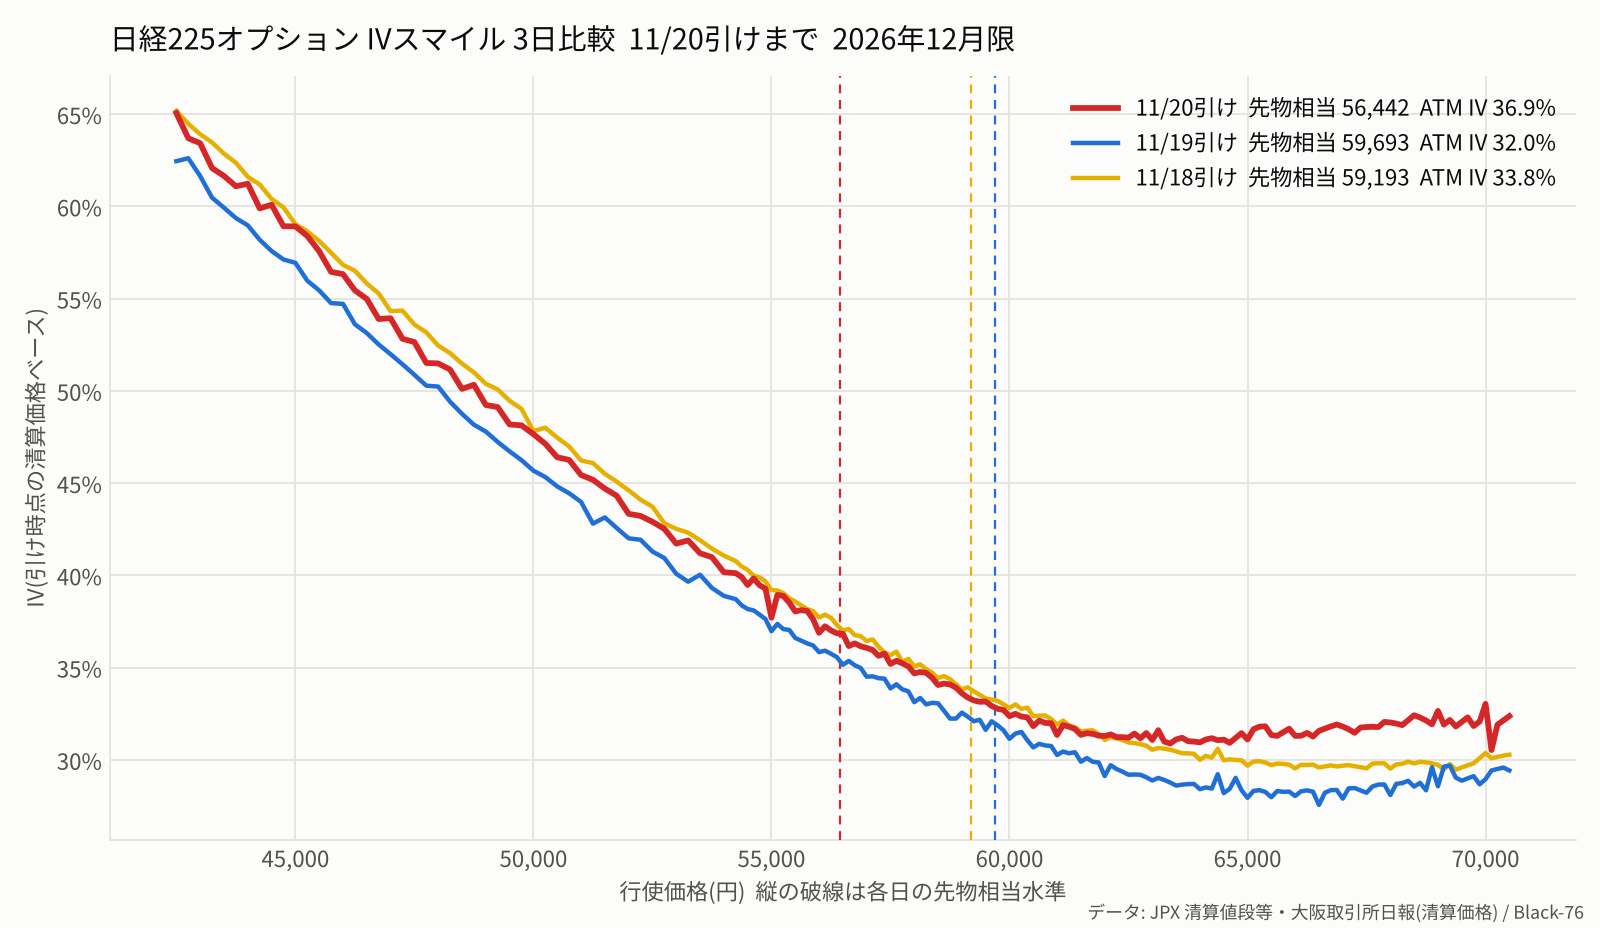 日経225オプション IVスマイル 3日比較 11/20引けまで 2026年12月限
11/20引け 先物相当 56,442 ATM IV 36.9%
11/19引け 先物相当 59,693 ATM IV 32.0%
11/18引け 先物相当 59,193 ATM IV 33.8%
IV(引け時点の清算価格ベース)
65%
60%
55%
50%
45%
40%
35%
30%
45,000 50,000 55,000 60,000 65,000 70,000
行使価格(円) 縦の破線は各日の先物相当水準
データ: JPX 清算値段等・大阪取引所日報(清算価格) / Black-76